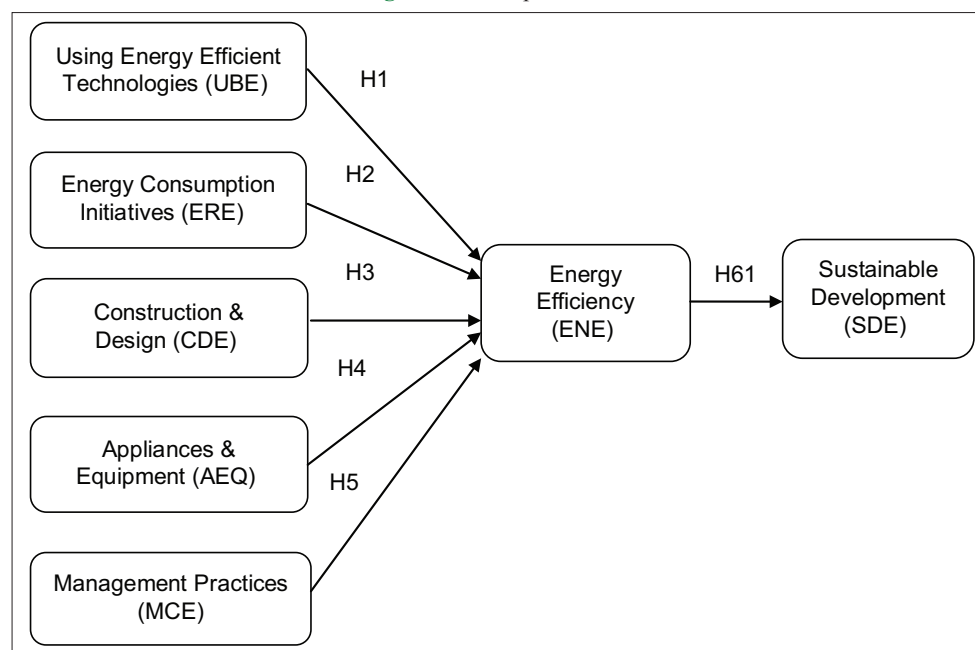 Using Energy Efficient
Technologies (UBE)
H1
Energy Consumption
Initiatives (ERE)
H2
Construction &
Design (CDE)
H3
Appliances &
Equipment (AEQ)
H4
Management Practices
(MCE)
H5
Energy
Efficiency
(ENE)
H61
Sustainable
Development
(SDE)